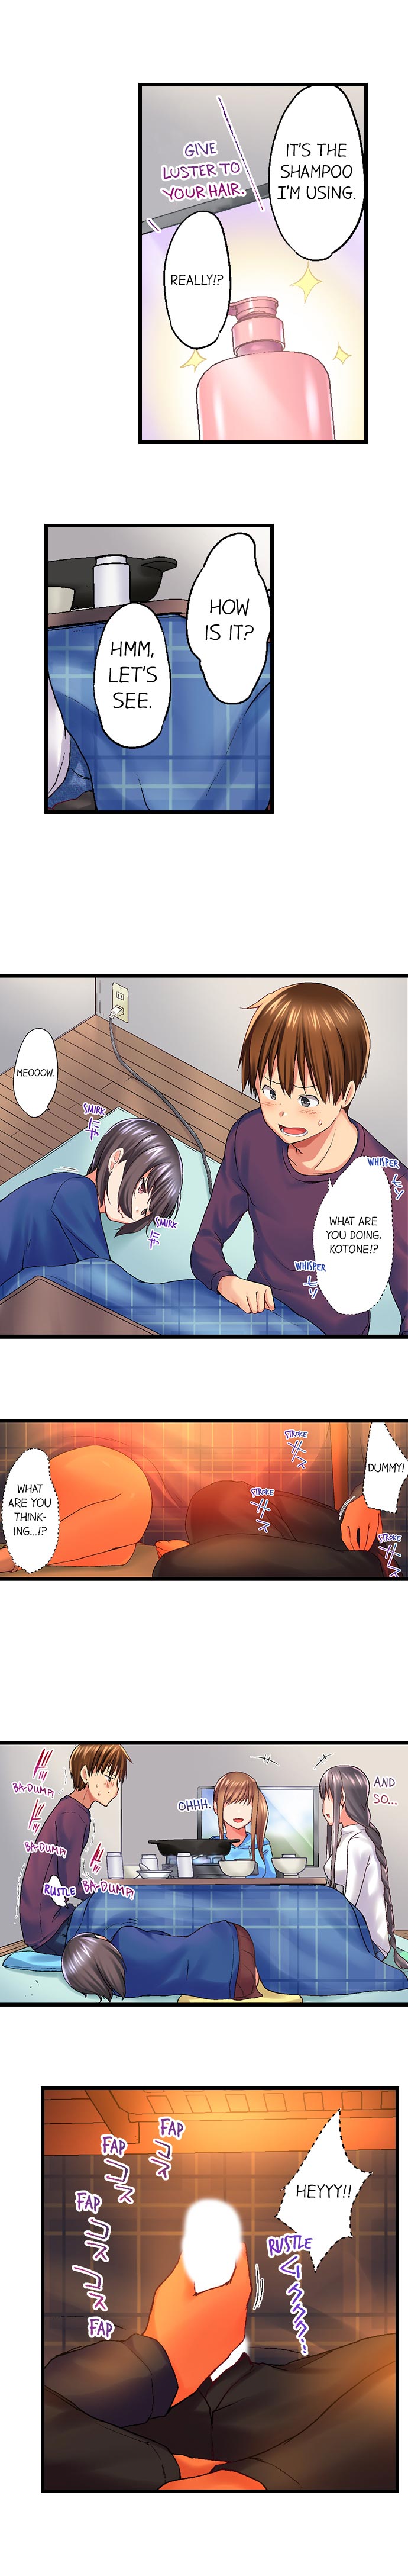 IT'S THE
SHAMPOO
I'M USING.
GIVE
LUSTER TO
YOUR HAIR.
REALLY!?
HOW
IS IT?
HMM,
LET'S
SEE.
MEOOOW.
SMIRK
SMIRK
WHISPER
WHAT ARE
YOU DOING,
KOTONE!?
WHISPER
STROKE
DUMMY!
WHAT
ARE YOU
THINK-
ING...!?
STROKE
STROKE
AND
SO...
OHHH.
BA-DUMP!
BA-DUMP!
RUSTLE
BA-DUMP!
FAP
FAP
HEYYY!!
FAP
RUSTLE
FAP